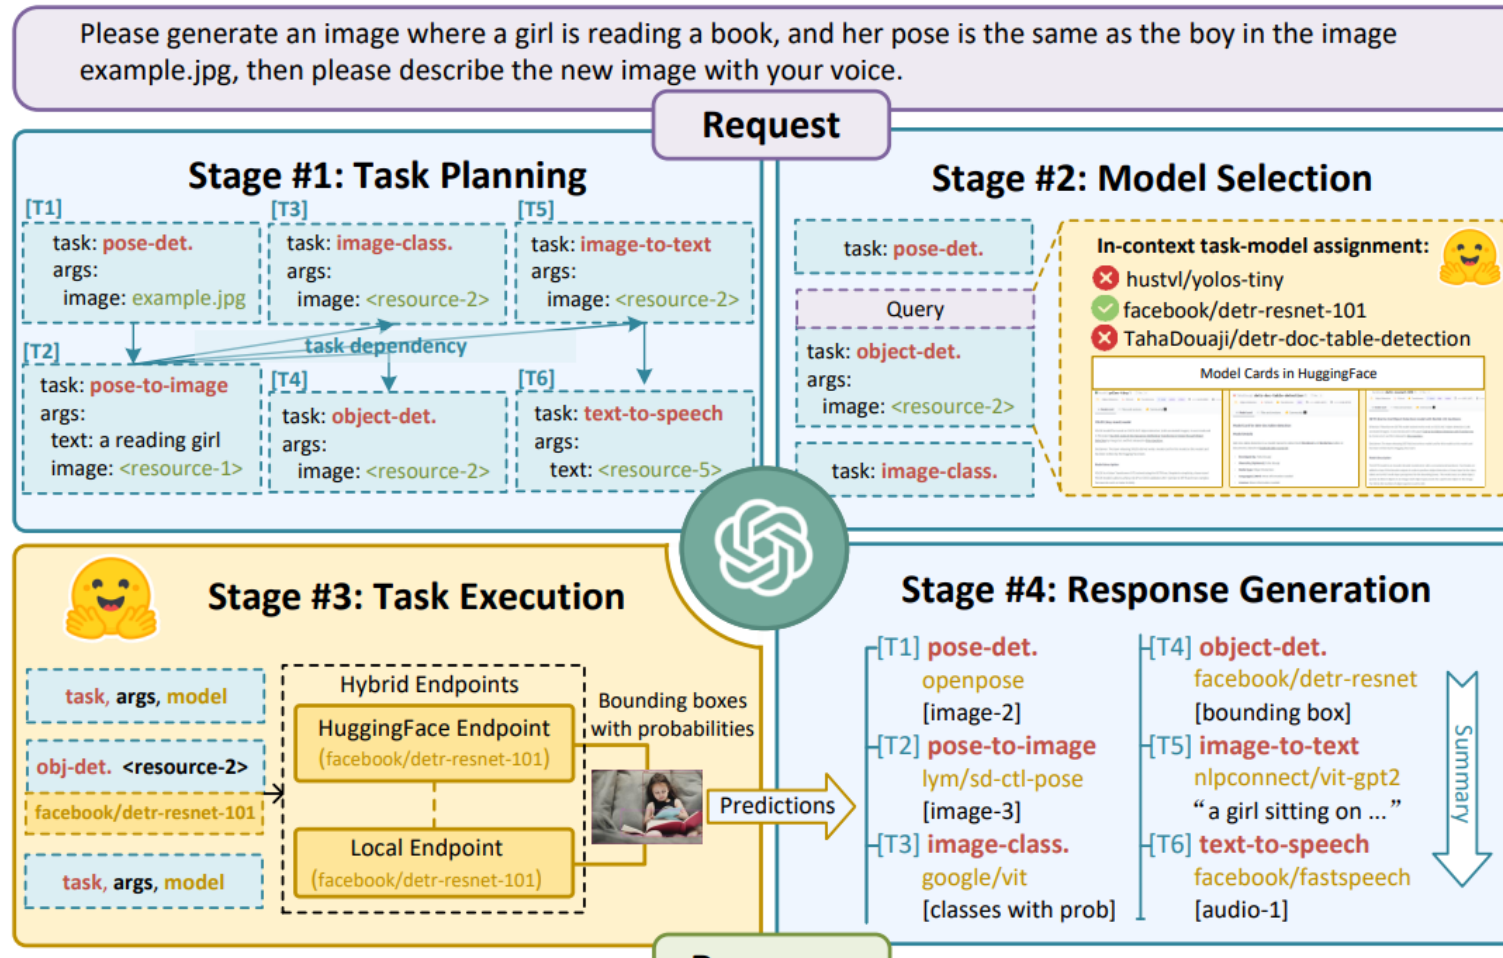 Please generate an image where a girl is reading a book, and her pose is the same as the boy in the image
example.jpg, then please describe the new image with your voice.
Request
Stage #1: Task Planning
[T1]
task: pose-det.
args:
image: example.jpg
[T3]
task: image-class.
args:
image: <resource-2>
[T5]
task: image-to-text
args:
image: <resource-2>
task dependency
[T2]
task: pose-to-image
args:
text: a reading girl
image: <resource-1>
[T4]
task: object-det.
args:
image: <resource-2>
[T6]
task: text-to-speech
args:
text: <resource-5>
Stage #2: Model Selection
task: pose-det.
Query
task: object-det.
args:
image: <resource-2>
task: image-class.
In-context task-model assignment:
hustvl/yolos-tiny
facebook/detr-resnet-101
TahaDouaji/detr-doc-table-detection
Model Cards in HuggingFace
Stage #3: Task Execution
task, args, model
obj-det. <resource-2>
facebook/detr-resnet-101
task, args, model
Hybrid Endpoints
HuggingFace Endpoint
(facebook/detr-resnet-101)
Local Endpoint
(facebook/detr-resnet-101)
Bounding boxes
with probabilities
Predictions
Stage #4: Response Generation
[T1] pose-det.
openpose
[image-2]
[T2] pose-to-image
lym/sd-ctl-pose
[image-3]
[T3] image-class.
google/vit
[classes with prob]
[T4] object-det.
facebook/detr-resnet
[bounding box]
[T5] image-to-text
nlpconnect/vit-gpt2
“a girl sitting on ...”
[T6] text-to-speech
facebook/fastspeech
[audio-1]
Summary